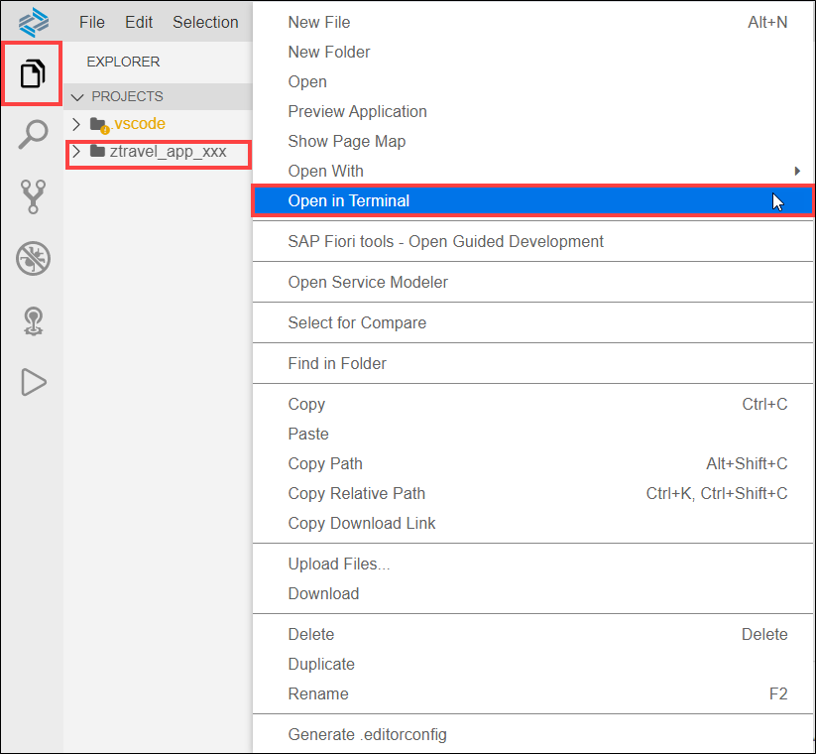 File Edit Selection
EXPLORER
PROJECTS
.vscode
ztravel_app_xxx
New File Alt+N
New Folder
Open
Preview Application
Show Page Map
Open With
Open in Terminal
SAP Fiori tools - Open Guided Development
Open Service Modeler
Select for Compare
Find in Folder
Copy Ctrl+C
Paste
Copy Path Alt+Shift+C
Copy Relative Path Ctrl+K, Ctrl+Shift+C
Copy Download Link
Upload Files...
Download
Delete Delete
Duplicate
Rename F2
Generate .editorconfig